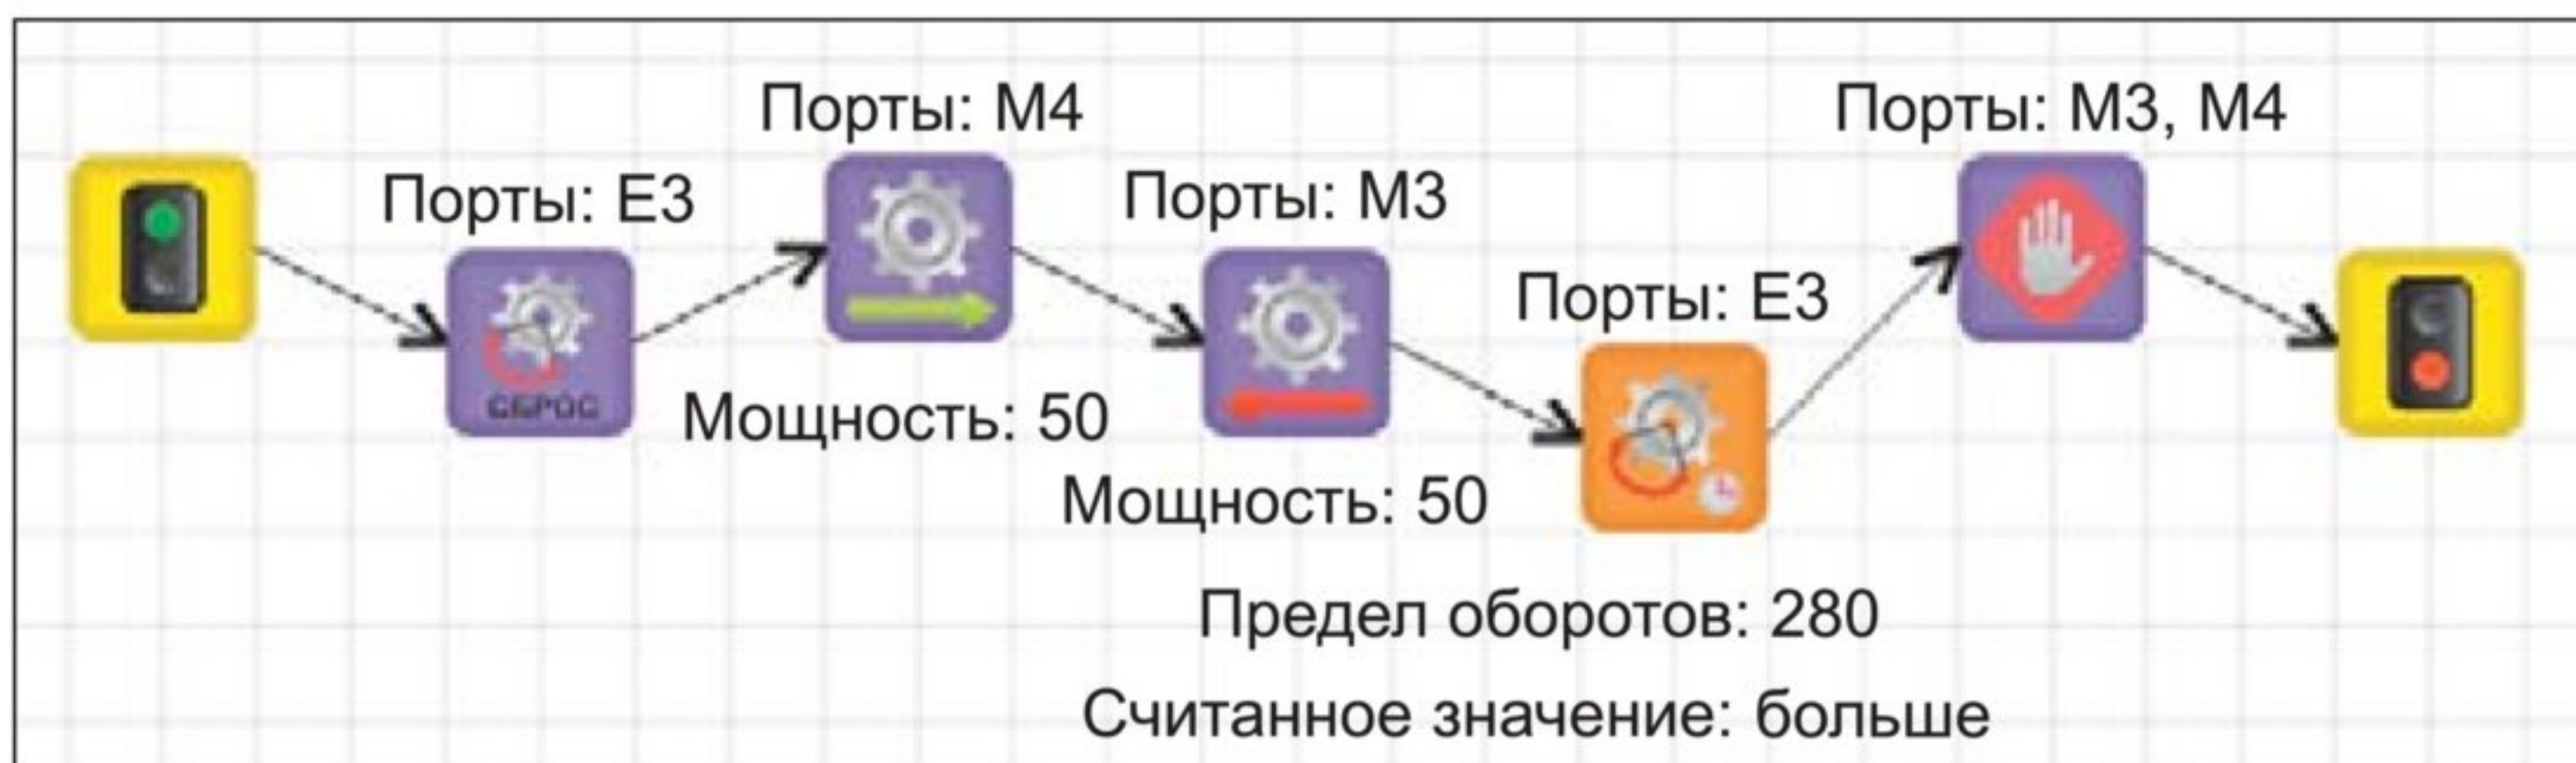 Порты: М4
Порты: М3, М4
Порты: Е3
Порты: М3
Порты: Е3
СБРОС
Мощность: 50
Мощность: 50
Предел оборотов: 280
Считанное значение: больше